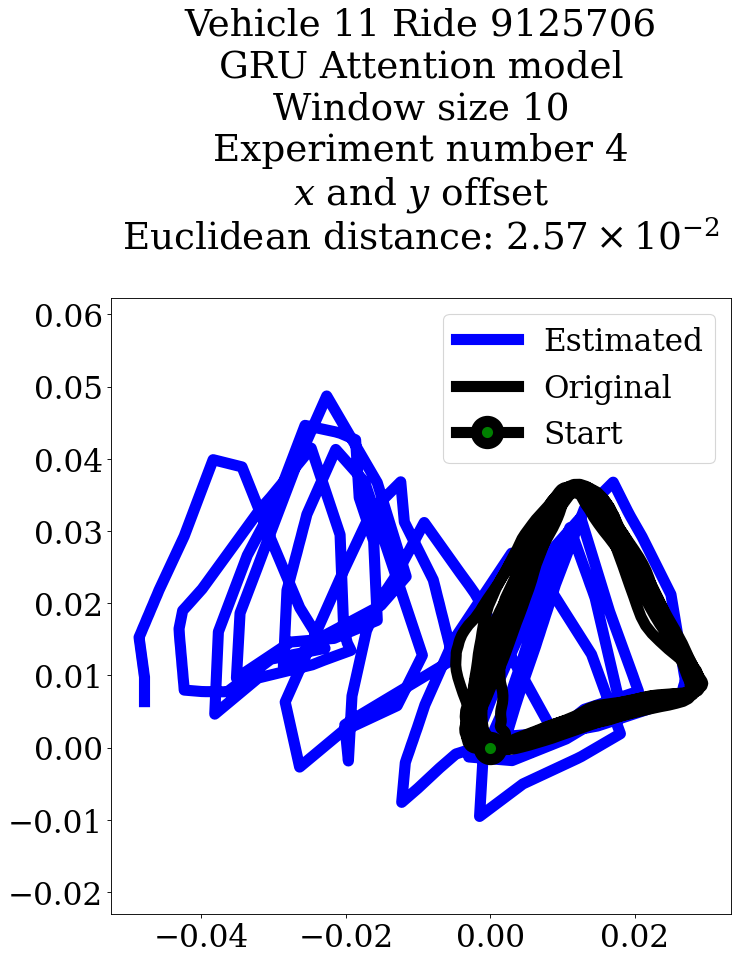 Vehicle 11 Ride 9125706
GRU Attention model
Window size 10
Experiment number 4
x and y offset
Euclidean distance: 2.57 × 10⁻²
Estimated
Original
Start
0.06
0.05
0.04
0.03
0.02
0.01
0.00
−0.01
−0.02
−0.04
−0.02
0.00
0.02